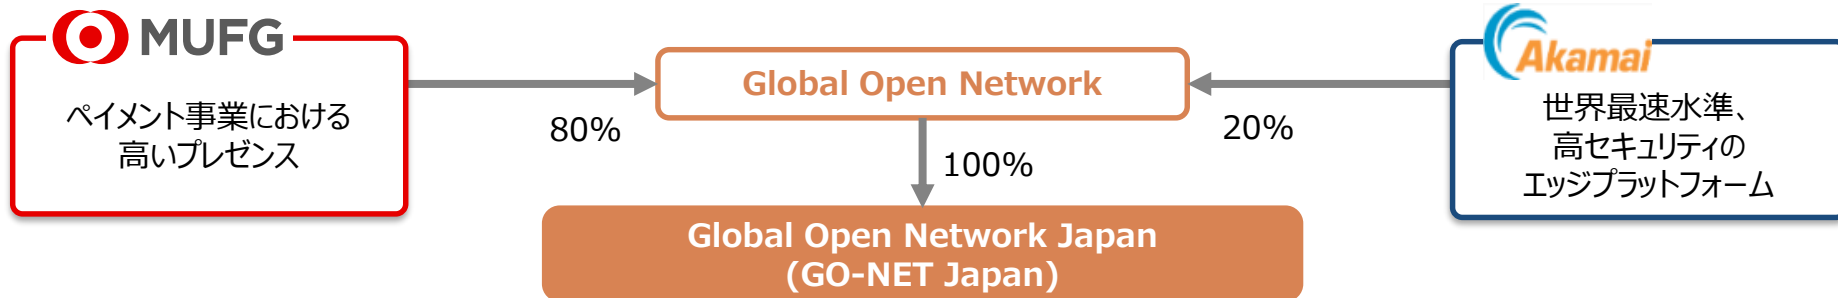 MUFG
ペイメント事業における
高いプレゼンス
80%
Global Open Network
100%
20%
Akamai
世界最速水準、
高セキュリティの
エッジプラットフォーム
Global Open Network Japan
(GO-NET Japan)